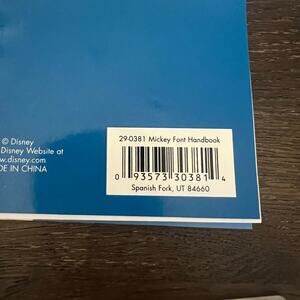 © Disney
Disney Website at
w.disney.com
DE IN CHINA
29-0381 Mickey Font Handbook
0 93573 30381 4
Spanish Fork, UT 84660